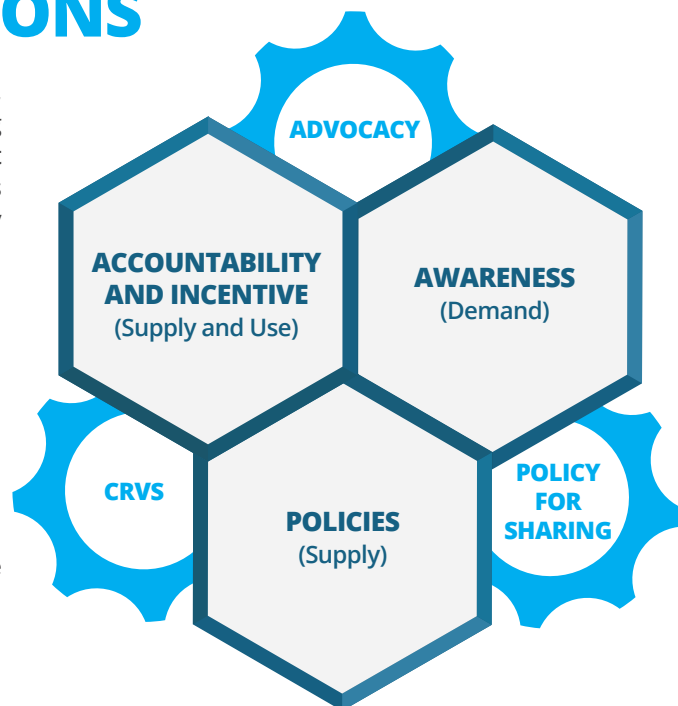 ONS
ADVOCACY
ACCOUNTABILITY
AND INCENTIVE
(Supply and Use)
AWARENESS
(Demand)
CRVS
POLICY
FOR
SHARING
POLICIES
(Supply)